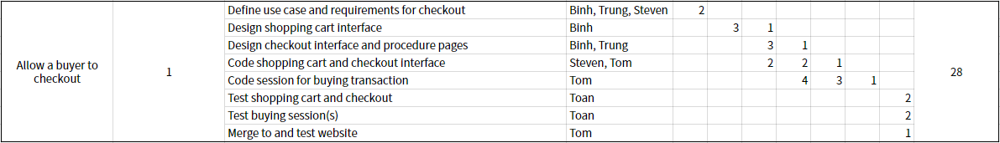 Define use case and requirements for checkout Binh, Trung, Steven 2
Design shopping cart interface Binh 3 1
Design checkout interface and procedure pages Binh, Trung 3 1
Allow a buyer to checkout 1 Code shopping cart and checkout interface Steven, Tom 2 2 1 28
Code session for buying transaction Tom 4 3 1
Test shopping cart and checkout Toan 2
Test buying session(s) Toan 2
Merge to and test website Tom 1